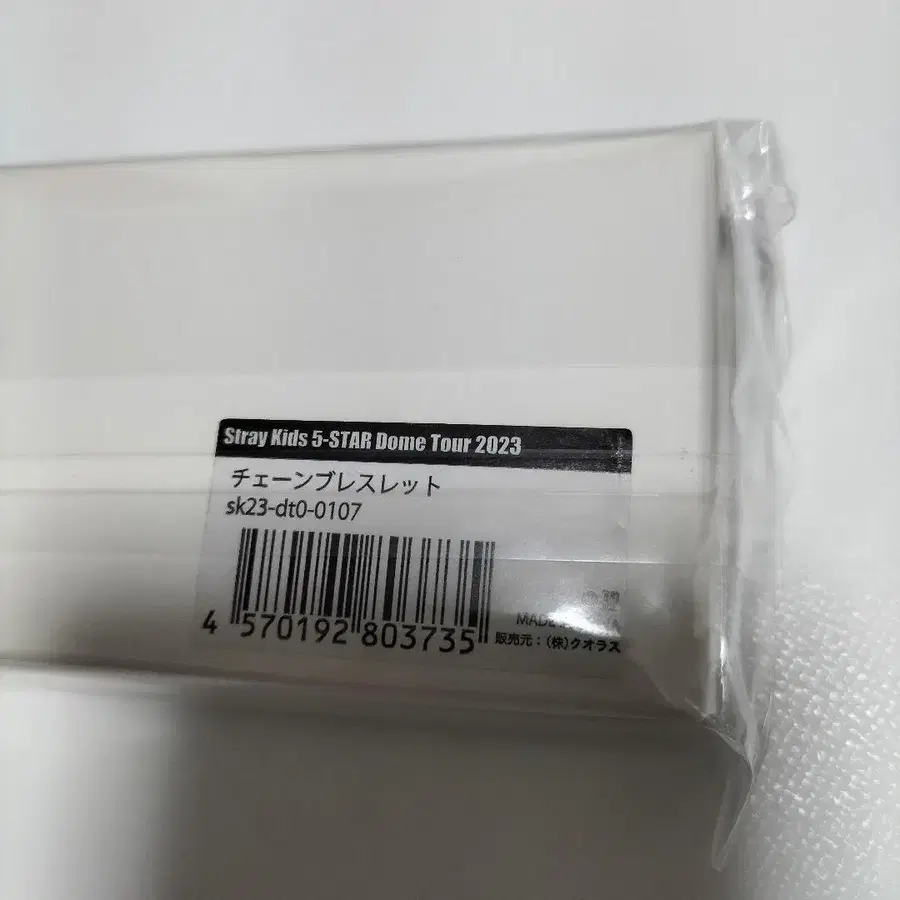 Stray Kids 5-STAR Dome Tour 2023
チェーンブレスレット
sk23-dt0-0107
4 570192 803735
MADE
販売元：(株)クオラス